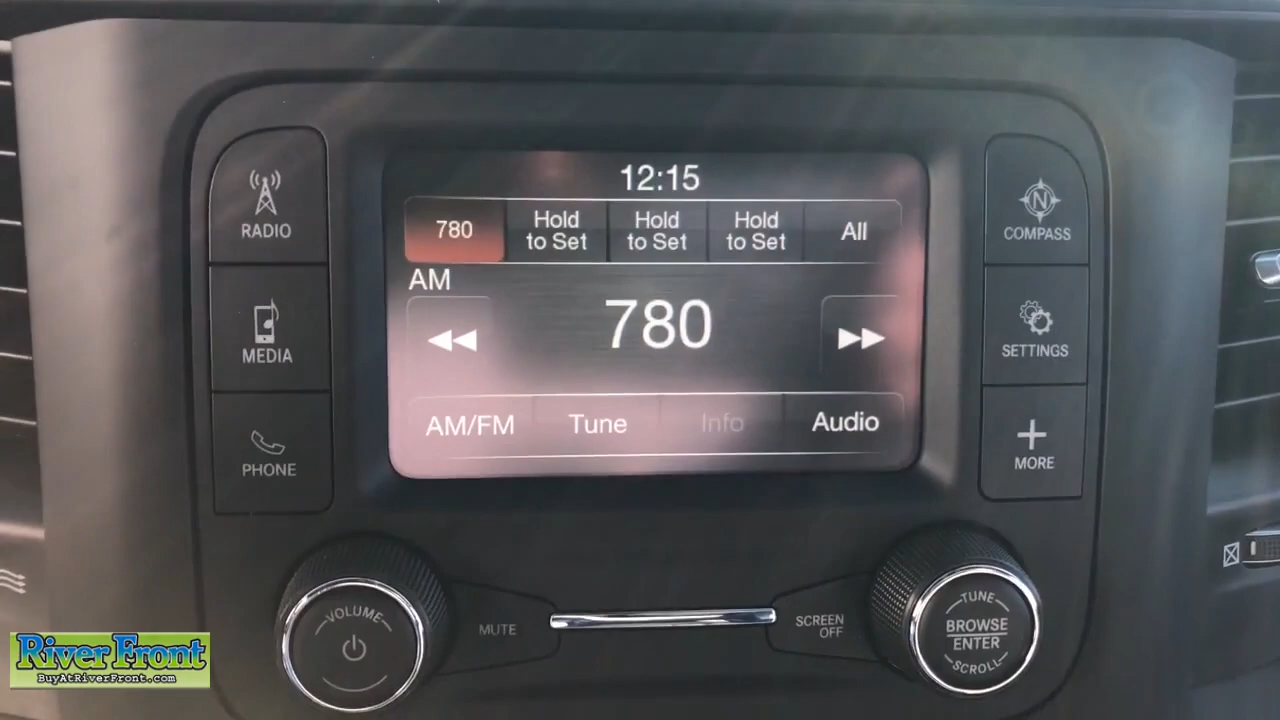 12:15
780
Hold
to Set
Hold
to Set
Hold
to Set
All
AM
780
AM/FM
Tune
Info
Audio
RADIO
MEDIA
PHONE
N
COMPASS
SETTINGS
MORE
VOLUME
MUTE
SCREEN
OFF
TUNE
BROWSE
ENTER
SCROLL
River Front
BuyAtRiverFront.com